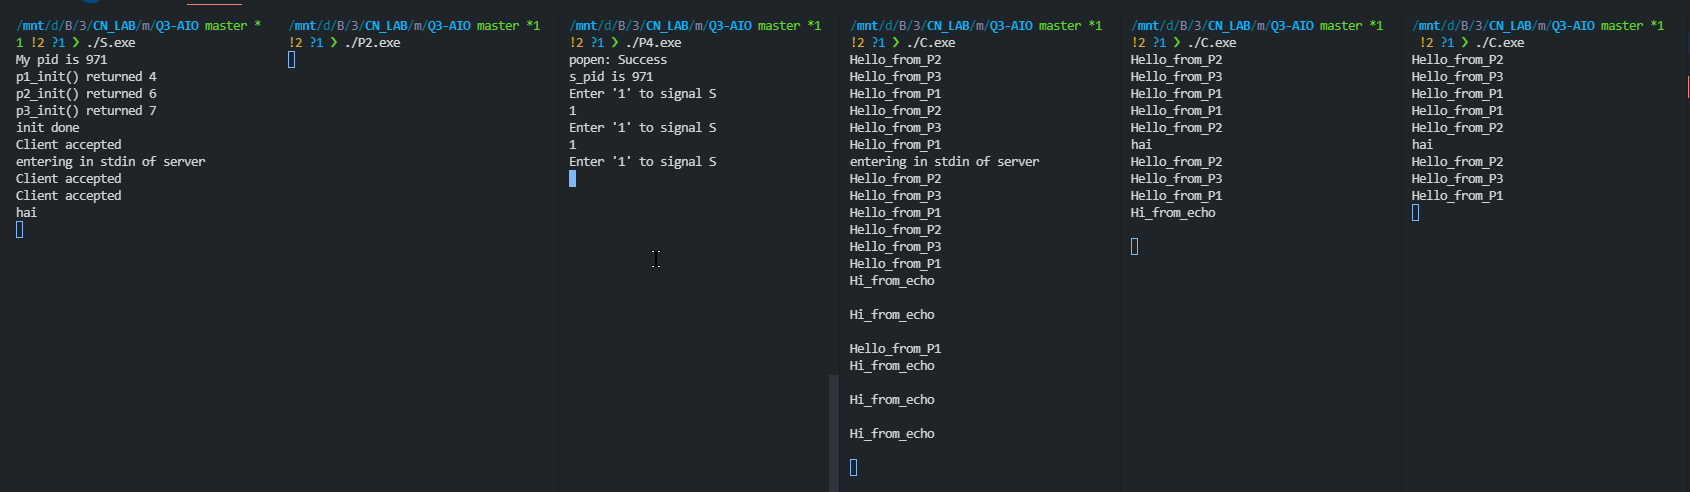 /mnt/d/B/3/CN_LAB/m/Q3-AIO master *
1 !2 ?1 ❯ ./S.exe
My pid is 971
p1_init() returned 4
p2_init() returned 6
p3_init() returned 7
init done
Client accepted
entering in stdin of server
Client accepted
Client accepted
hai
/mnt/d/B/3/CN_LAB/m/Q3-AIO master *1
!2 ?1 ❯ ./P2.exe
/mnt/d/B/3/CN_LAB/m/Q3-AIO master *1
!2 ?1 ❯ ./P4.exe
popen: Success
s_pid is 971
Enter '1' to signal S
1
Enter '1' to signal S
1
Enter '1' to signal S
/mnt/d/B/3/CN_LAB/m/Q3-AIO master *1
!2 ?1 ❯ ./C.exe
Hello_from_P2
Hello_from_P3
Hello_from_P1
Hello_from_P2
Hello_from_P3
Hello_from_P1
entering in stdin of server
Hello_from_P2
Hello_from_P3
Hello_from_P1
Hello_from_P2
Hello_from_P3
Hello_from_P1
Hi_from_echo
Hi_from_echo
Hello_from_P1
Hi_from_echo
Hi_from_echo
Hi_from_echo
/mnt/d/B/3/CN_LAB/m/Q3-AIO master *1
!2 ?1 ❯ ./C.exe
Hello_from_P2
Hello_from_P3
Hello_from_P1
Hello_from_P1
Hello_from_P2
hai
Hello_from_P2
Hello_from_P3
Hello_from_P1
Hi_from_echo
/mnt/d/B/3/CN_LAB/m/Q3-AIO master *1
!2 ?1 ❯ ./C.exe
Hello_from_P2
Hello_from_P3
Hello_from_P1
Hello_from_P1
Hello_from_P2
hai
Hello_from_P2
Hello_from_P3
Hello_from_P1